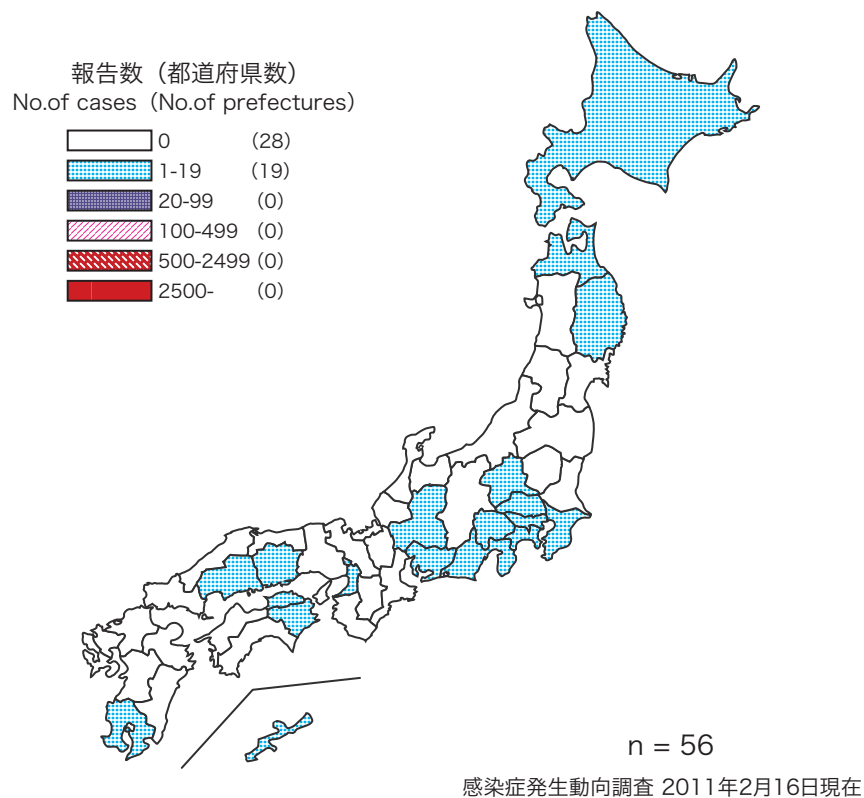 報告数（都道府県数）
No.of cases（No.of prefectures）
0 (28)
1-19 (19)
20-99 (0)
100-499 (0)
500-2499 (0)
2500- (0)
n = 56
感染症発生動向調査 2011年2月16日現在